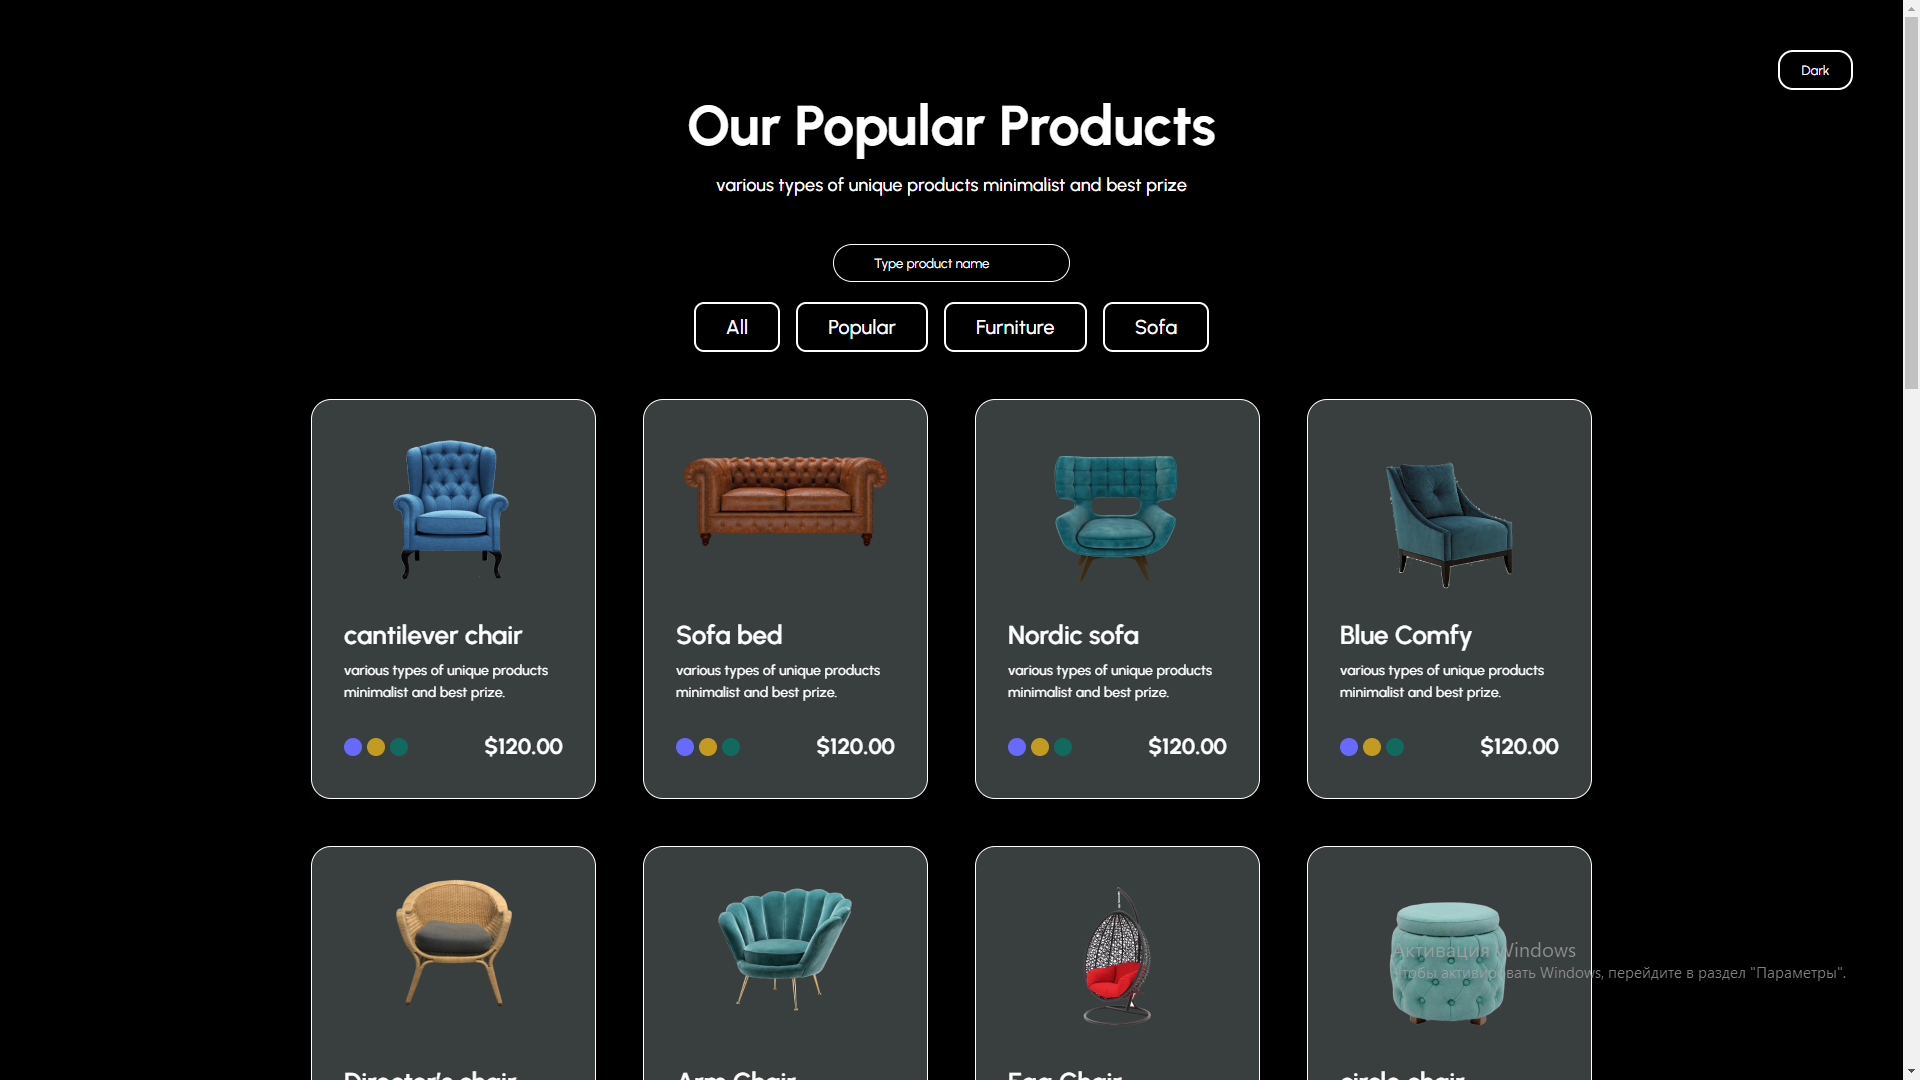 Dark
Our Popular Products
various types of unique products minimalist and best prize
Type product name
All
Popular
Furniture
Sofa
cantilever chair
various types of unique products
minimalist and best prize.
$120.00
Sofa bed
various types of unique products
minimalist and best prize.
$120.00
Nordic sofa
various types of unique products
minimalist and best prize.
$120.00
Blue Comfy
various types of unique products
minimalist and best prize.
$120.00
Director's chair
Arm Chair
Egg Chair
circle chair
Активация Windows
Чтобы активировать Windows, перейдите в раздел "Параметры".